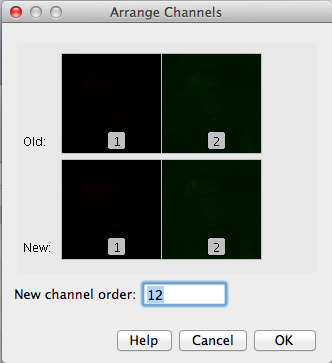 Arrange Channels
Old: 1 2
New: 1 2
New channel order: 12
Help Cancel OK